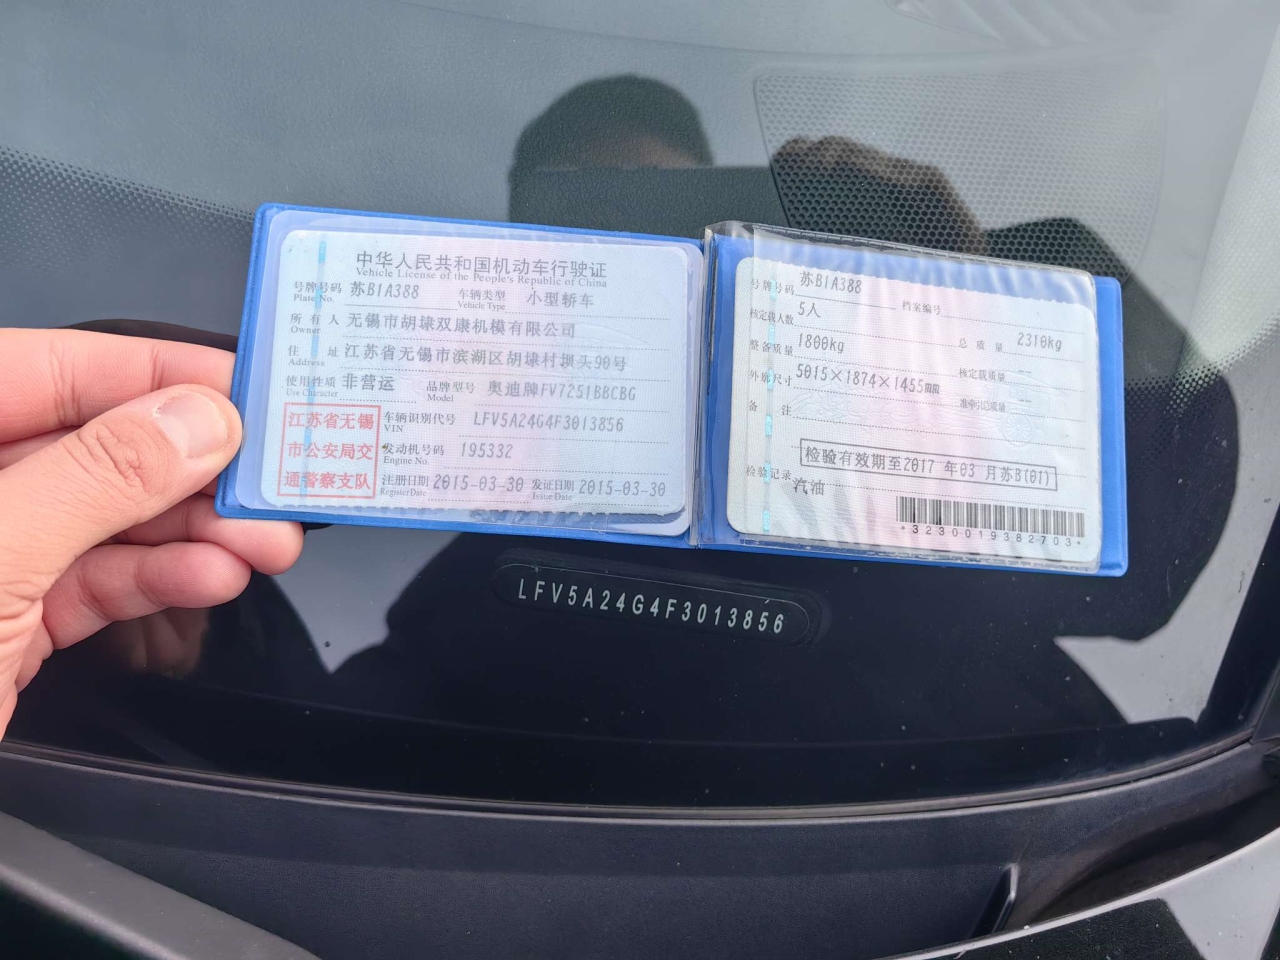 中华人民共和国机动车行驶证
Vehicle License of the People's Republic of China
号牌号码 苏B1A388 车辆类型 小型轿车
Plate No. Vehicle Type
所有人 无锡市胡埭双康机模有限公司
Owner
住址 江苏省无锡市滨湖区胡埭村坝头90号
Address
使用性质 非营运 品牌型号 奥迪牌FV7251BBCBG
Use Character Model
江苏省无锡
市公安局交
通警察支队
车辆识别代号 LFV5A24G4F3013856
VIN
发动机号码 195332
Engine No.
注册日期 2015-03-30 发证日期 2015-03-30
Register Date Issue Date
号牌号码 苏B1A388 档案编号
核定载人数 5人 总质量 2310kg
整备质量 1800kg 核定载质量 --
外廓尺寸 5015×1874×1455mm 准牵引总质量 --
备注
检验有效期至2017 年03 月苏B(01)
检验记录
汽油
*3230019382703*
LFV5A24G4F3013856